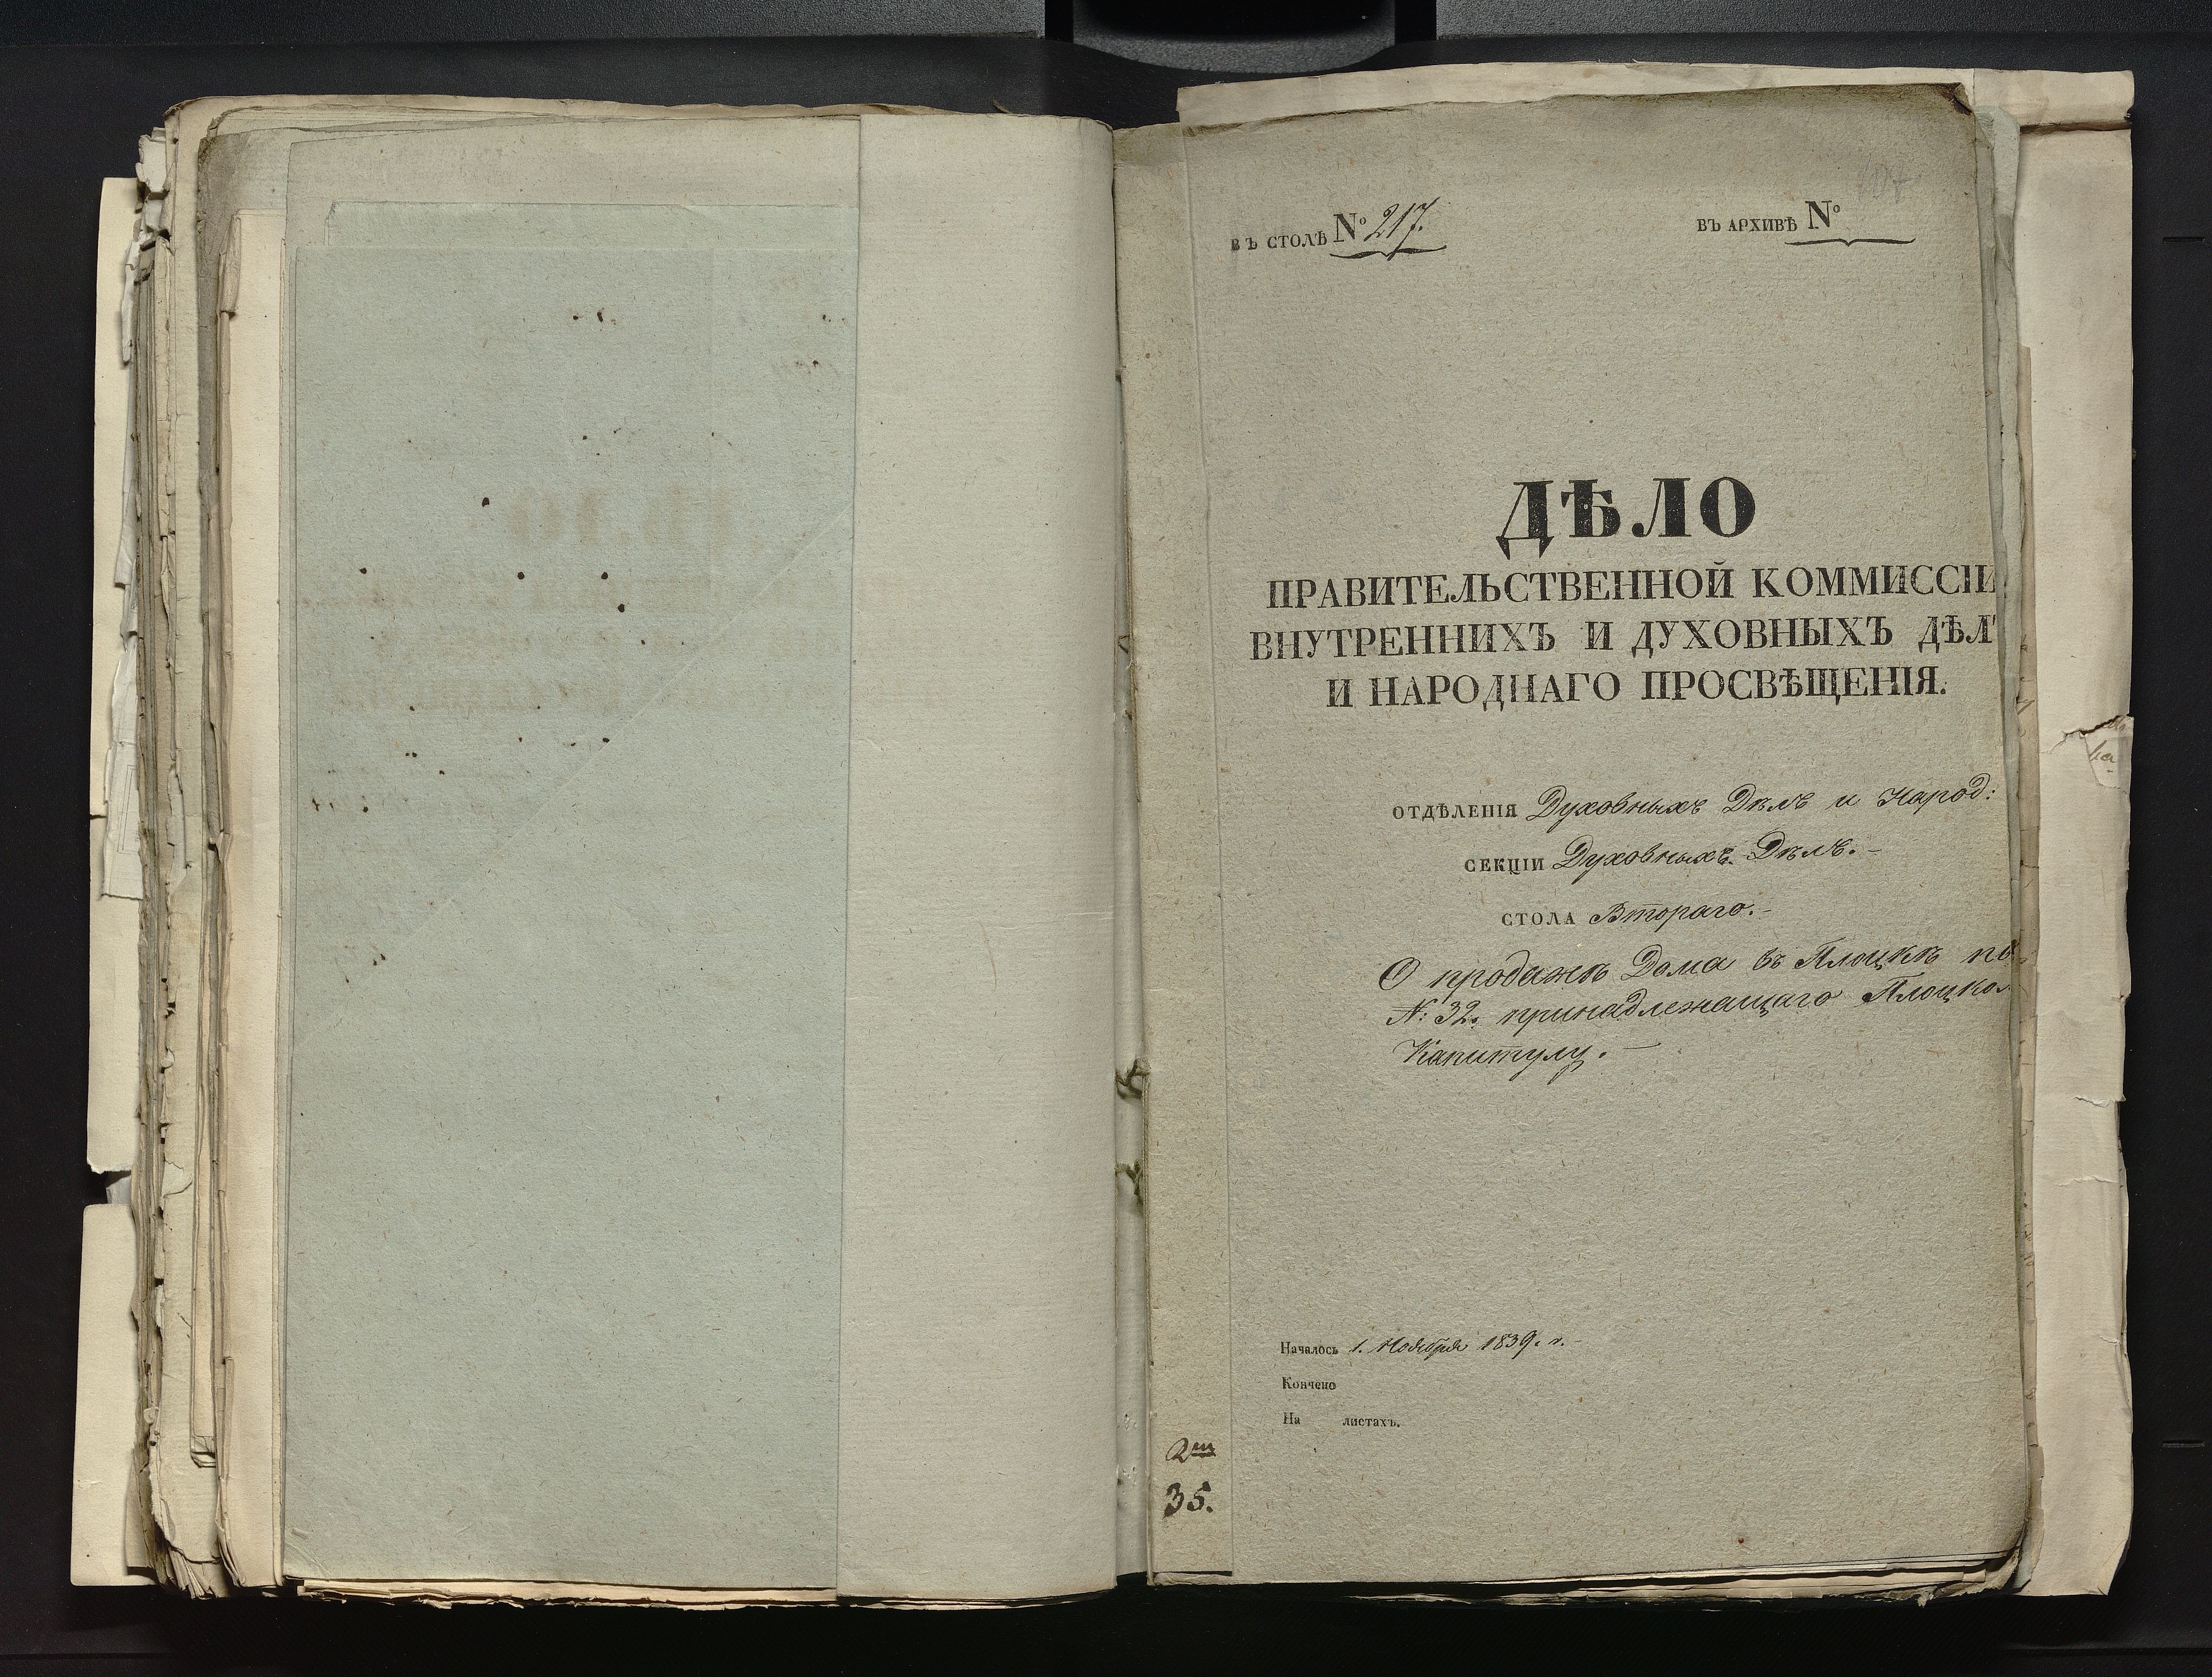 ВЪ СТОЛѢ № 217.
ВЪ АРХИВѢ №
ДѢЛО
ПРАВИТЕЛЬСТВЕННОЙ КОММИССІИ
ВНУТРЕННИХЪ И ДУХОВНЫХЪ ДѢЛЪ
И НАРОДНАГО ПРОСВѢЩЕНІЯ.
ОТДѢЛЕНІЯ Духовныхъ Дѣлъ и Народ:
СЕКЦІИ Духовныхъ Дѣлъ.-
СТОЛА Втораго.-
О продажѣ Дома въ Плоцкѣ по
N: 32. принадлежащаго Плоцко
Капитулу.-
Началось 1. Ноября 1839. г.-
Кончено
На листахъ.
35.